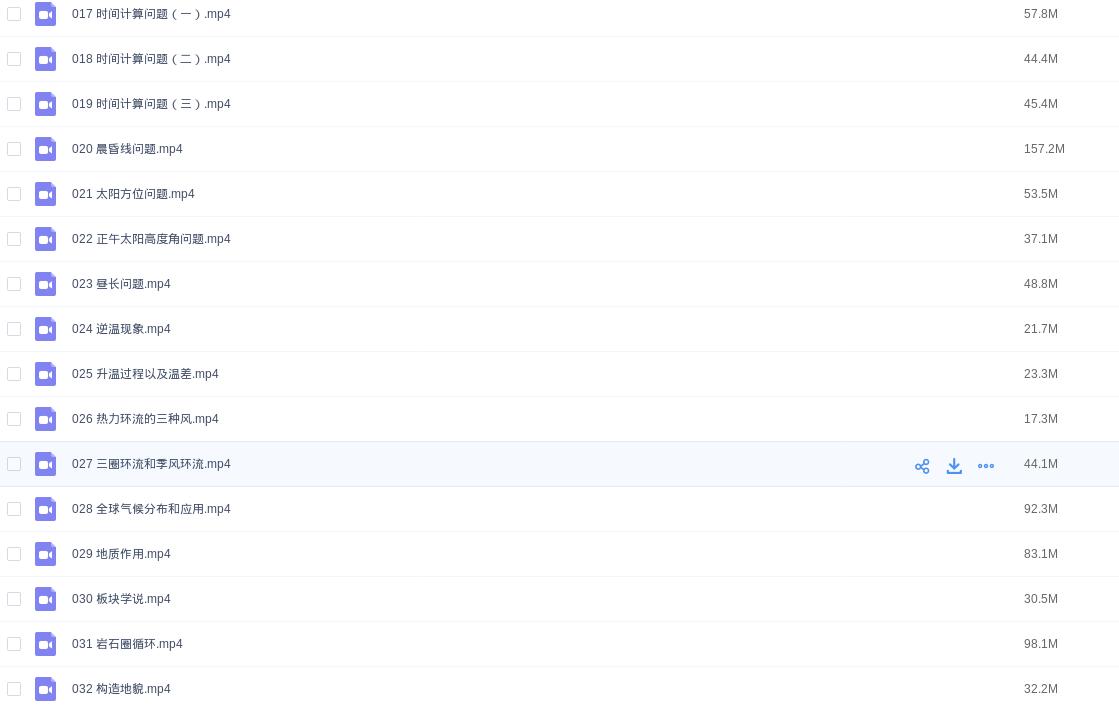 017 时间计算问题（一）.mp4 57.8M
018 时间计算问题（二）.mp4 44.4M
019 时间计算问题（三）.mp4 45.4M
020 晨昏线问题.mp4 157.2M
021 太阳方位问题.mp4 53.5M
022 正午太阳高度角问题.mp4 37.1M
023 昼长问题.mp4 48.8M
024 逆温现象.mp4 21.7M
025 升温过程以及温差.mp4 23.3M
026 热力环流的三种风.mp4 17.3M
027 三圈环流和季风环流.mp4 44.1M
028 全球气候分布和应用.mp4 92.3M
029 地质作用.mp4 83.1M
030 板块学说.mp4 30.5M
031 岩石圈循环.mp4 98.1M
032 构造地貌.mp4 32.2M